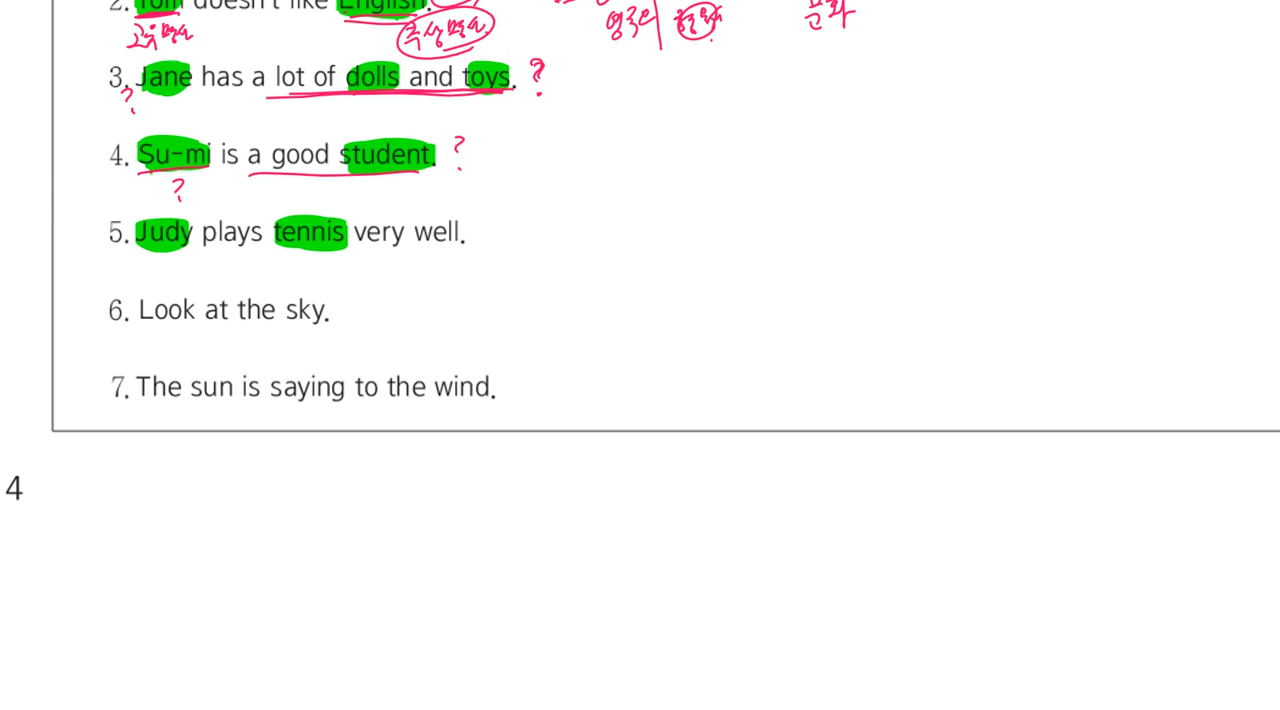 2. Tom doesn't like English.
고유명사 추상명사 영국의 문화
3. Jane has a lot of dolls and toys. ?
?
4. Su-mi is a good student. ?
?
5. Judy plays tennis very well.
6. Look at the sky.
7. The sun is saying to the wind.
4